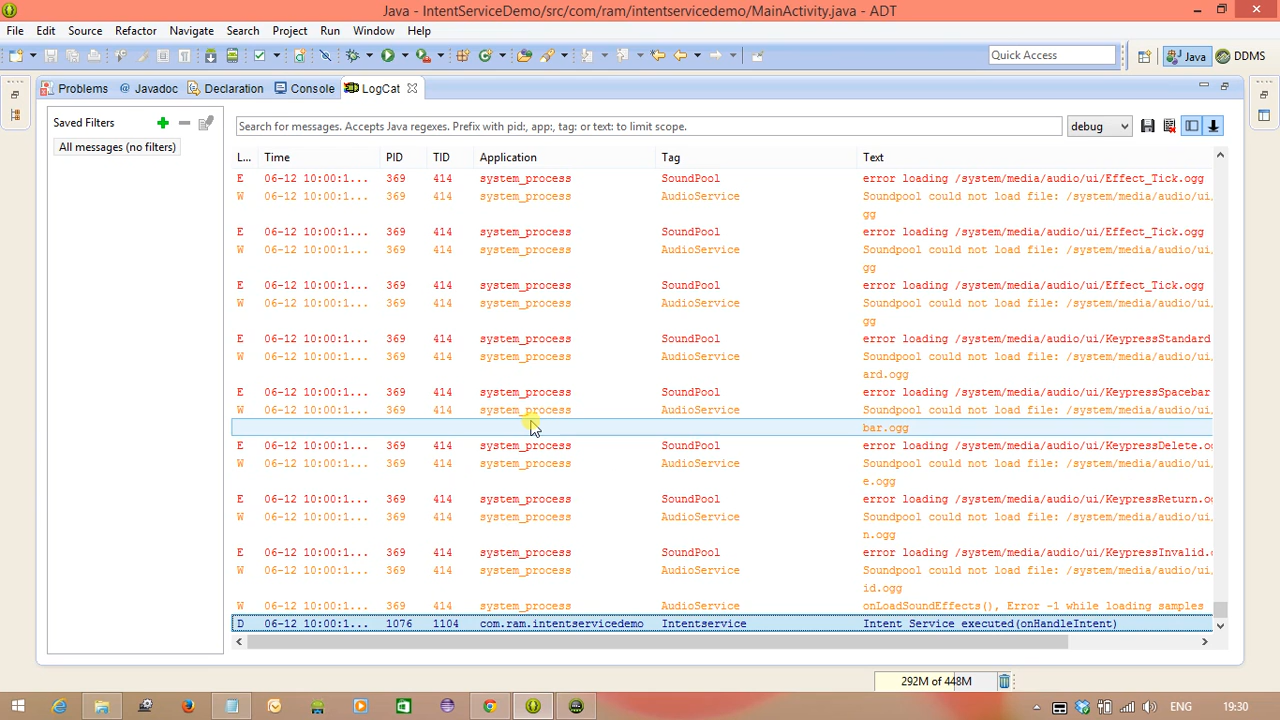 Java - IntentServiceDemo/src/com/ram/intentservicedemo/MainActivity.java - ADT
File Edit Source Refactor Navigate Search Project Run Window Help
Quick Access Java DDMS
Problems Javadoc Declaration Console LogCat
Saved Filters
All messages (no filters)
Search for messages. Accepts Java regexes. Prefix with pid:, app:, tag: or text: to limit scope. debug
L... Time PID TID Application Tag Text
E 06-12 10:00:1... 369 414 system_process SoundPool error loading /system/media/audio/ui/Effect_Tick.ogg
W 06-12 10:00:1... 369 414 system_process AudioService Soundpool could not load file: /system/media/audio/ui/
gg
E 06-12 10:00:1... 369 414 system_process SoundPool error loading /system/media/audio/ui/Effect_Tick.ogg
W 06-12 10:00:1... 369 414 system_process AudioService Soundpool could not load file: /system/media/audio/ui/
gg
E 06-12 10:00:1... 369 414 system_process SoundPool error loading /system/media/audio/ui/Effect_Tick.ogg
W 06-12 10:00:1... 369 414 system_process AudioService Soundpool could not load file: /system/media/audio/ui/
gg
E 06-12 10:00:1... 369 414 system_process SoundPool error loading /system/media/audio/ui/KeypressStandard
W 06-12 10:00:1... 369 414 system_process AudioService Soundpool could not load file: /system/media/audio/ui/
ard.ogg
E 06-12 10:00:1... 369 414 system_process SoundPool error loading /system/media/audio/ui/KeypressSpacebar
W 06-12 10:00:1... 369 414 system_process AudioService Soundpool could not load file: /system/media/audio/ui/
bar.ogg
E 06-12 10:00:1... 369 414 system_process SoundPool error loading /system/media/audio/ui/KeypressDelete.o
W 06-12 10:00:1... 369 414 system_process AudioService Soundpool could not load file: /system/media/audio/ui/
e.ogg
E 06-12 10:00:1... 369 414 system_process SoundPool error loading /system/media/audio/ui/KeypressReturn.o
W 06-12 10:00:1... 369 414 system_process AudioService Soundpool could not load file: /system/media/audio/ui/
n.ogg
E 06-12 10:00:1... 369 414 system_process SoundPool error loading /system/media/audio/ui/KeypressInvalid.
W 06-12 10:00:1... 369 414 system_process AudioService Soundpool could not load file: /system/media/audio/ui/
id.ogg
W 06-12 10:00:1... 369 414 system_process AudioService onLoadSoundEffects(), Error -1 while loading samples
D 06-12 10:00:1... 1076 1104 com.ram.intentservicedemo Intentservice Intent Service executed(onHandleIntent)
292M of 448M
ENG 19:30